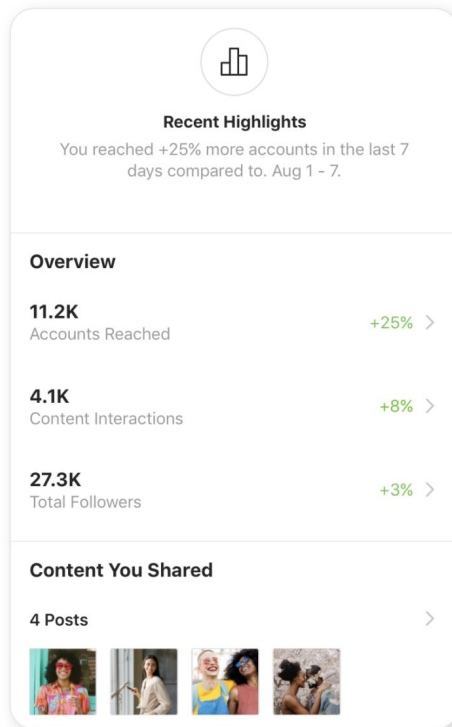 Recent Highlights
You reached +25% more accounts in the last 7
days compared to. Aug 1 - 7.
Overview
11.2K
Accounts Reached
+25%
4.1K
Content Interactions
+8%
27.3K
Total Followers
+3%
Content You Shared
4 Posts